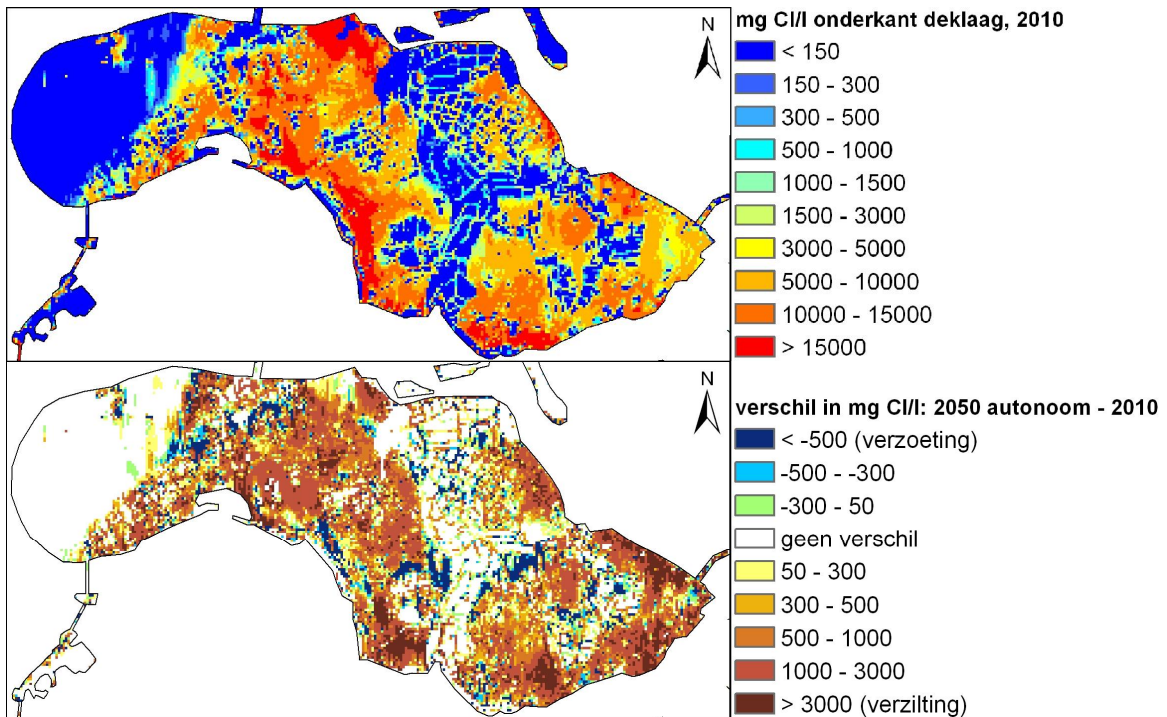 N
mg Cl/l onderkant deklaag, 2010
< 150
150 - 300
300 - 500
500 - 1000
1000 - 1500
1500 - 3000
3000 - 5000
5000 - 10000
10000 - 15000
> 15000
N
verschil in mg Cl/l: 2050 autonoom - 2010
< -500 (verzoeting)
-500 - -300
-300 - 50
geen verschil
50 - 300
300 - 500
500 - 1000
1000 - 3000
> 3000 (verzilting)